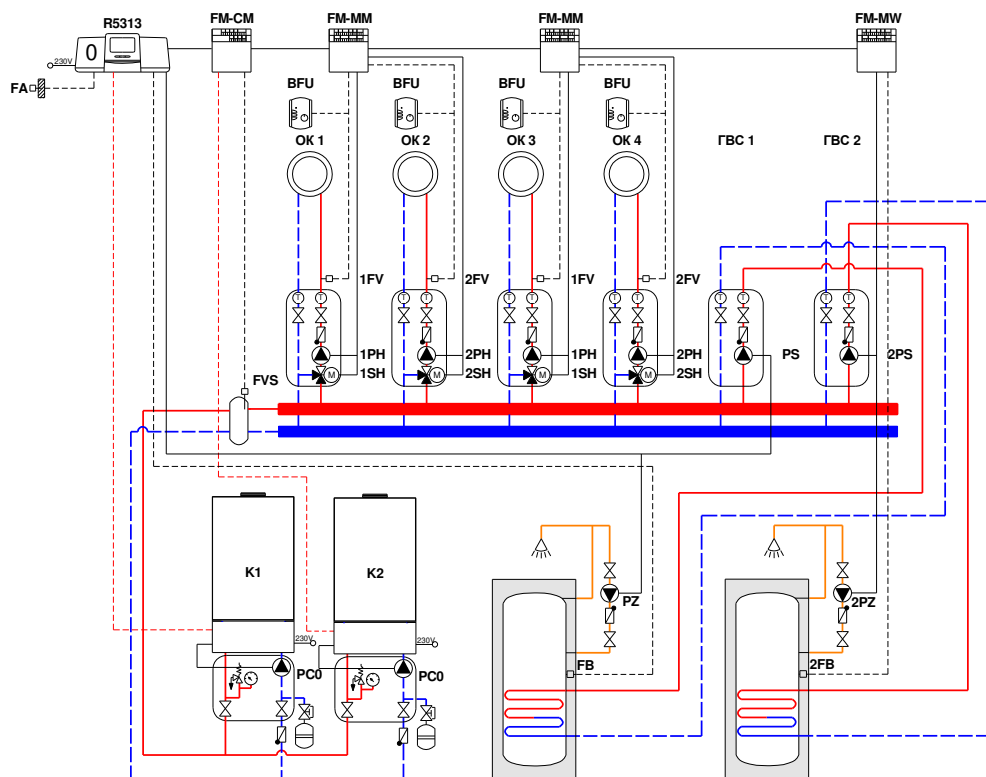 R5313
FM-CM
FM-MM
FM-MM
FM-MW
0
230V
FA
BFU
BFU
BFU
BFU
ОК 1
ОК 2
ОК 3
ОК 4
ГВС 1
ГВС 2
1FV
2FV
1FV
2FV
T T T T T T T T T T T T
1PH
2PH
1PH
2PH
PS
2PS
1SH
M
2SH
M
1SH
M
2SH
M
FVS
K1
K2
230V
230V
PC0
PC0
PZ
2PZ
FB
2FB